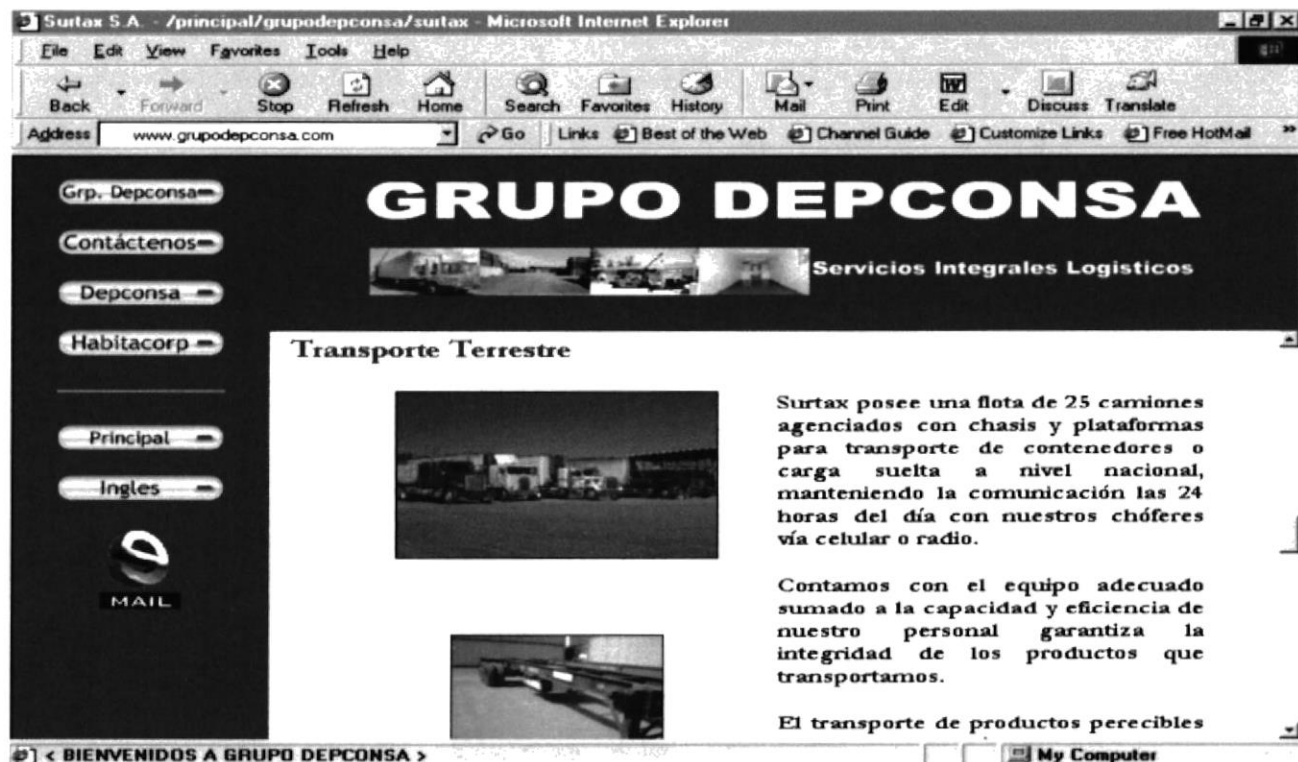 Surtax S.A. - /principal/grupodepconsa/surtax - Microsoft Internet Explorer
File Edit View Favorites Tools Help
Back Forward Stop Refresh Home Search Favorites History Mail Print Edit Discuss Translate
Address www.grupodepconsa.com Go Links Best of the Web Channel Guide Customize Links Free HotMail »
Grp. Depconsa
Contáctenos
Depconsa
Habitacorp
Principal
Ingles
MAIL
GRUPO DEPCONSA
Servicios Integrales Logisticos
Transporte Terrestre
Surtax posee una flota de 25 camiones
agenciados con chasis y plataformas
para transporte de contenedores o
carga suelta a nivel nacional,
manteniendo la comunicación las 24
horas del día con nuestros chóferes
vía celular o radio.
Contamos con el equipo adecuado
sumado a la capacidad y eficiencia de
nuestro personal garantiza la
integridad de los productos que
transportamos.
El transporte de productos perecibles
< BIENVENIDOS A GRUPO DEPCONSA >
My Computer